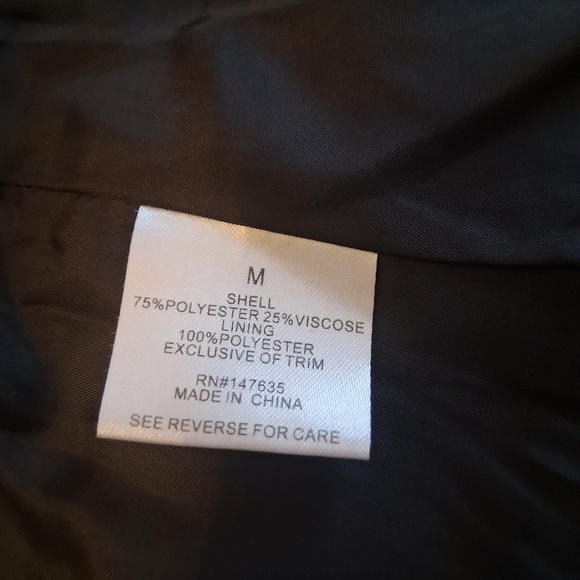 M
SHELL
75%POLYESTER 25%VISCOSE
LINING
100%POLYESTER
EXCLUSIVE OF TRIM
RN#147635
MADE IN CHINA
SEE REVERSE FOR CARE